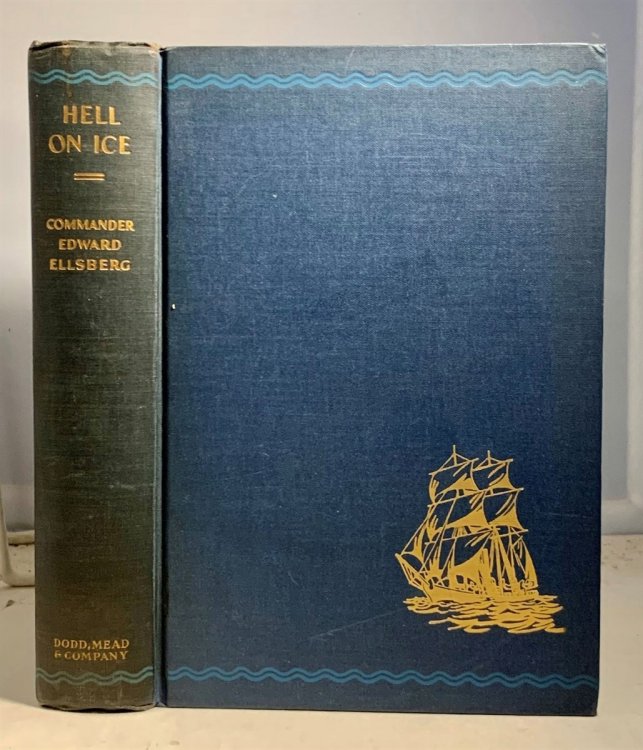 HELL
ON ICE
COMMANDER
EDWARD
ELLSBERG
DODD, MEAD
& COMPANY